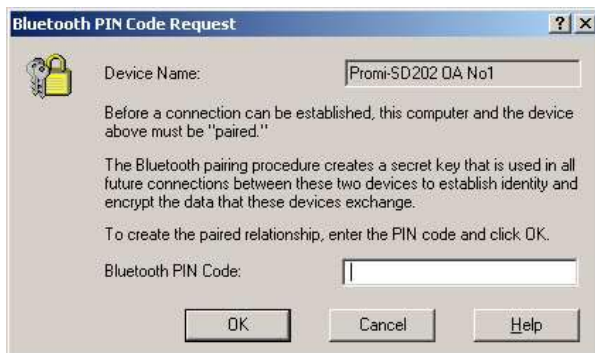 Bluetooth PIN Code Request
Device Name: Promi-SD202 OA No1
Before a connection can be established, this computer and the device
above must be "paired."
The Bluetooth pairing procedure creates a secret key that is used in all
future connections between these two devices to establish identity and
encrypt the data that these devices exchange.
To create the paired relationship, enter the PIN code and click OK.
Bluetooth PIN Code:
OK Cancel Help